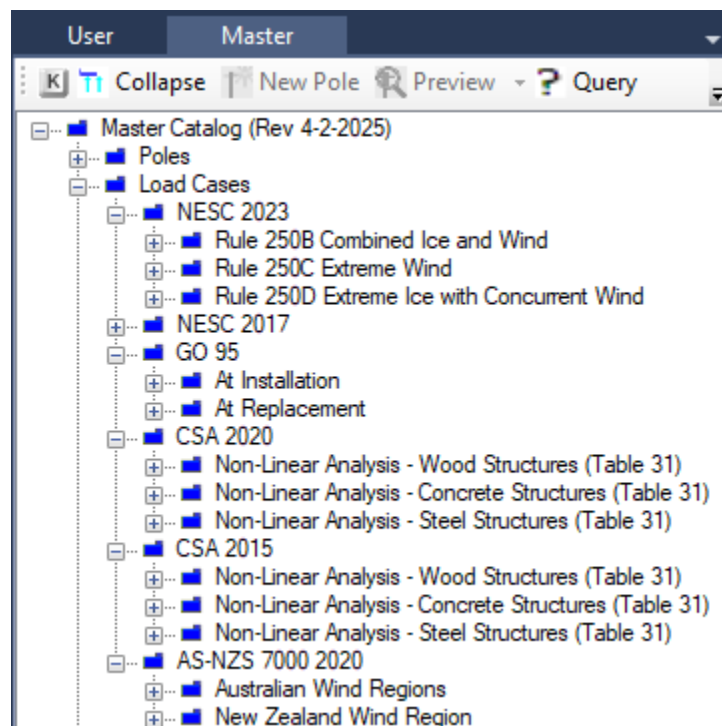 User Master
K Collapse New Pole Preview ? Query
Master Catalog (Rev 4-2-2025)
Poles
Load Cases
NESC 2023
Rule 250B Combined Ice and Wind
Rule 250C Extreme Wind
Rule 250D Extreme Ice with Concurrent Wind
NESC 2017
GO 95
At Installation
At Replacement
CSA 2020
Non-Linear Analysis - Wood Structures (Table 31)
Non-Linear Analysis - Concrete Structures (Table 31)
Non-Linear Analysis - Steel Structures (Table 31)
CSA 2015
Non-Linear Analysis - Wood Structures (Table 31)
Non-Linear Analysis - Concrete Structures (Table 31)
Non-Linear Analysis - Steel Structures (Table 31)
AS-NZS 7000 2020
Australian Wind Regions
New Zealand Wind Region